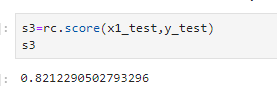 : s3=rc.score(x1_test,y_test)
s3
: 0.8212290502793296